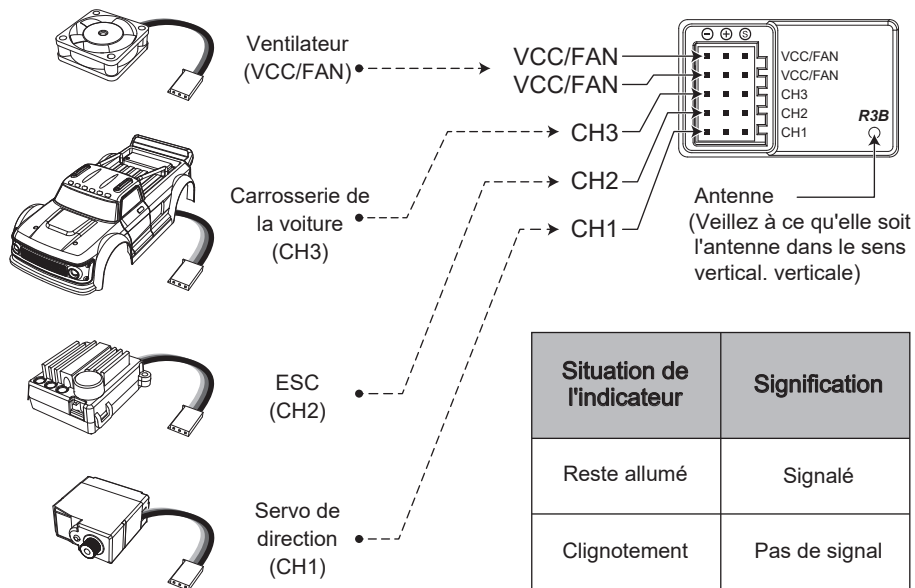 Ventilateur
(VCC/FAN)
Carrosserie de
la voiture
(CH3)
ESC
(CH2)
Servo de
direction
(CH1)
VCC/FAN
VCC/FAN
CH3
CH2
CH1
⊖ ⊕ Ⓢ
VCC/FAN
VCC/FAN
CH3
CH2
CH1
R3B
Antenne
(Veillez à ce qu'elle soit
l'antenne dans le sens
vertical. verticale)
Situation de
l'indicateur
Signification
Reste allumé
Signalé
Clignotement
Pas de signal